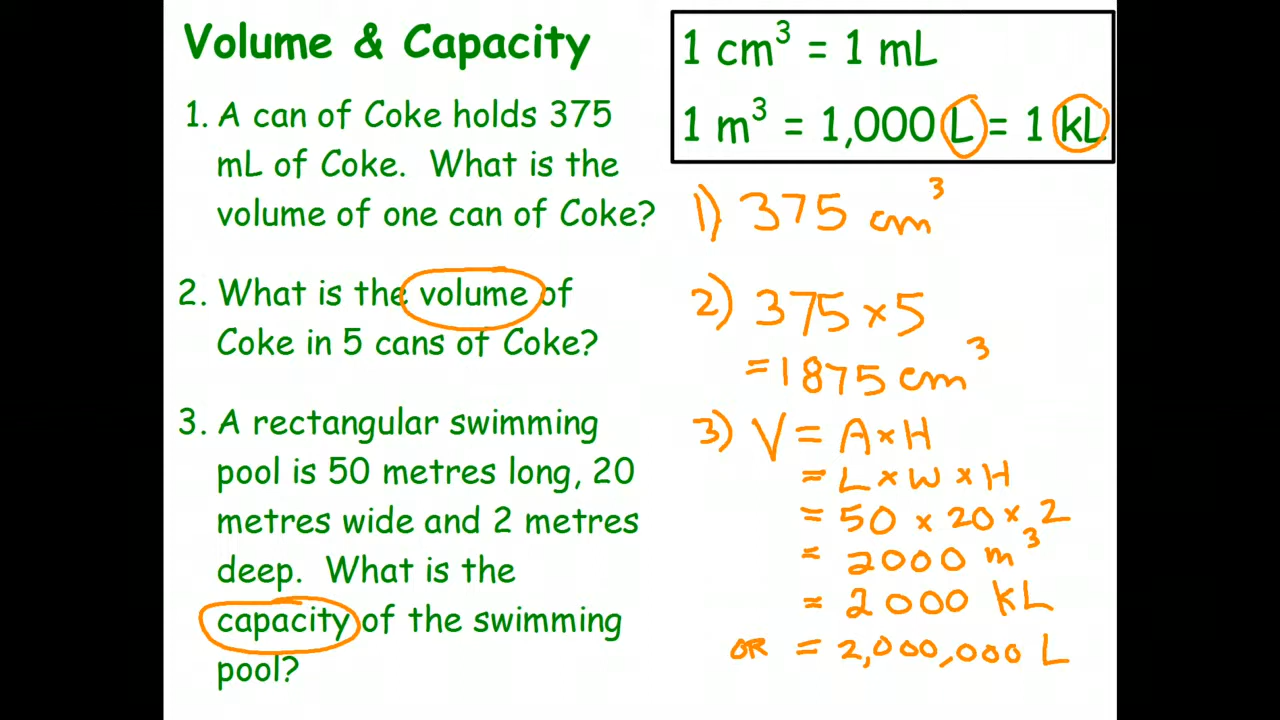 Volume & Capacity
1. A can of Coke holds 375
mL of Coke. What is the
volume of one can of Coke?
2. What is the volume of
Coke in 5 cans of Coke?
3. A rectangular swimming
pool is 50 metres long, 20
metres wide and 2 metres
deep. What is the
capacity of the swimming
pool?
1 cm³ = 1 mL
1 m³ = 1,000 L = 1 kL
1) 375 cm³
2) 375 × 5
= 1875 cm³
3) V = A × H
= L × W × H
= 50 × 20 × 2
= 2000 m³
= 2000 kL
OR = 2,000,000 L